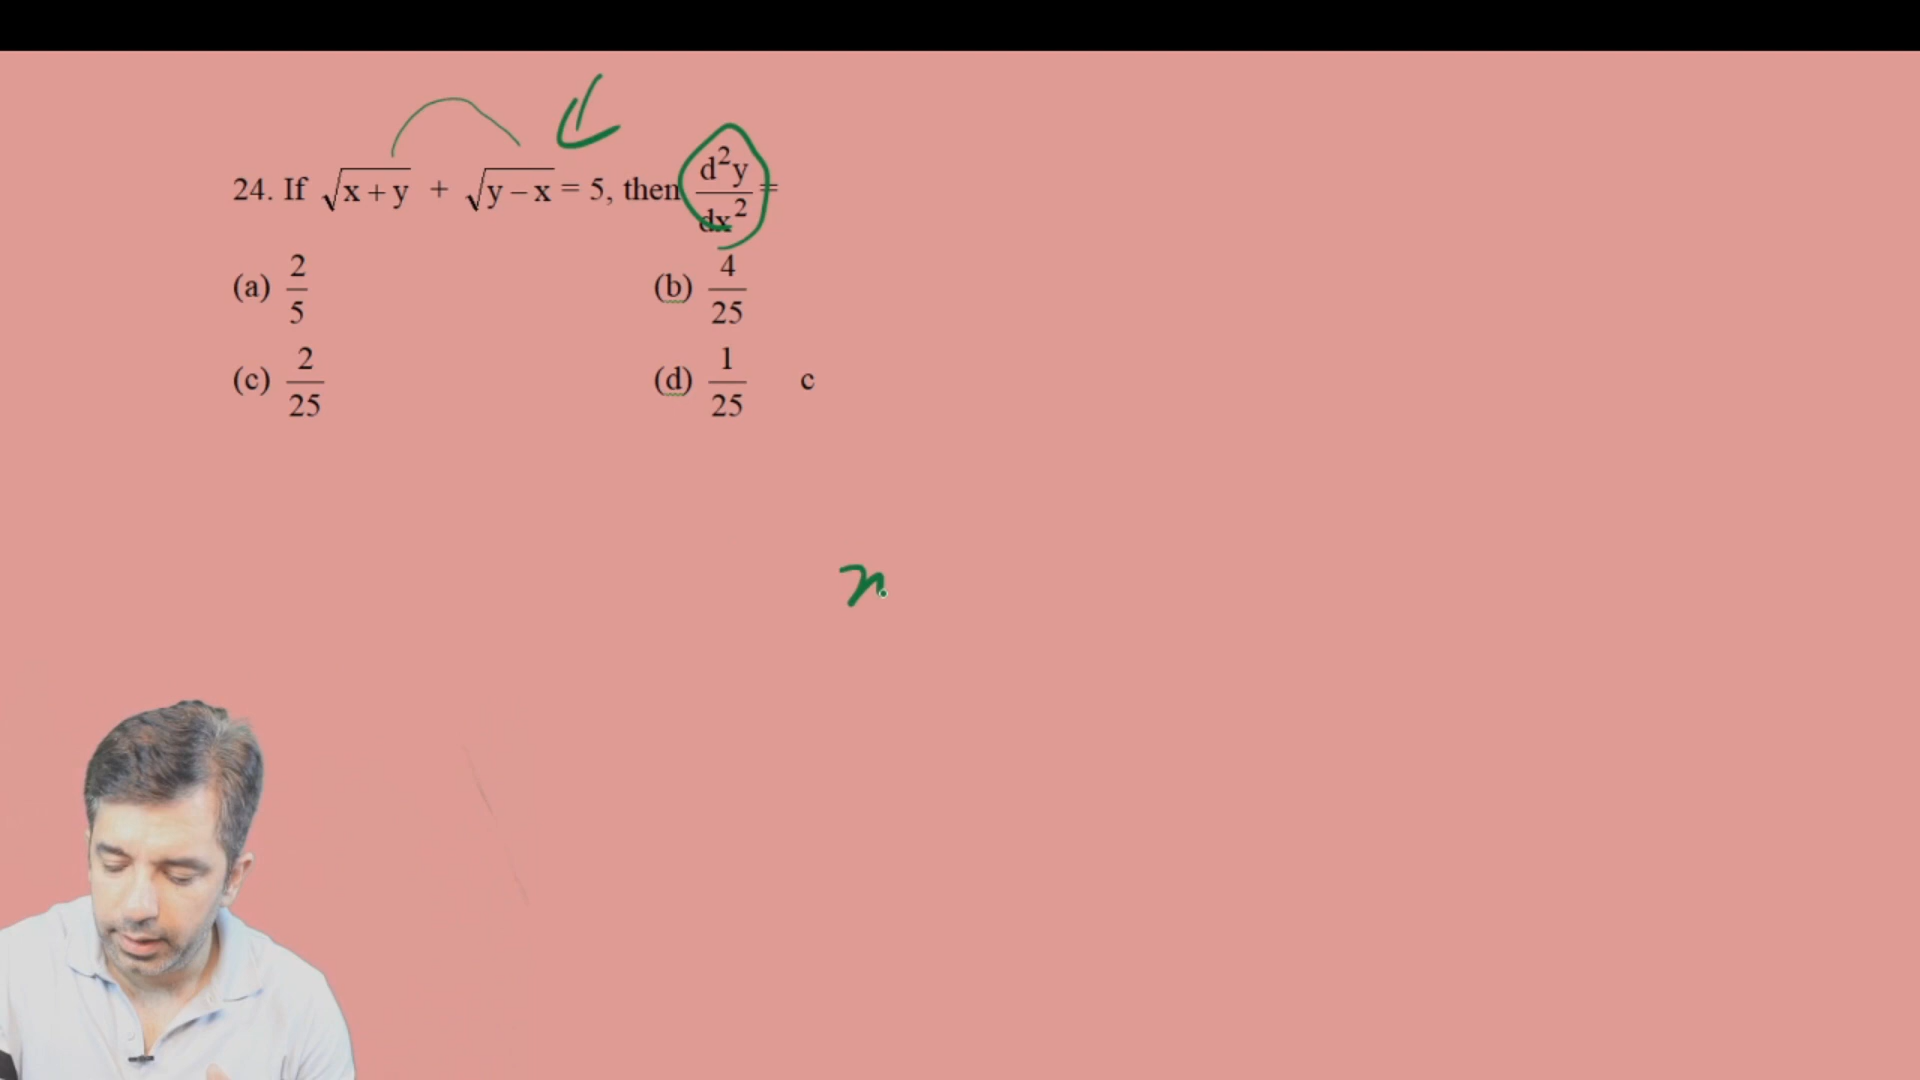 24. If √(x + y) + √(y – x) = 5, then d²y/dx² =
(a) 2/5 (b) 4/25
(c) 2/25 (d) 1/25 c
x